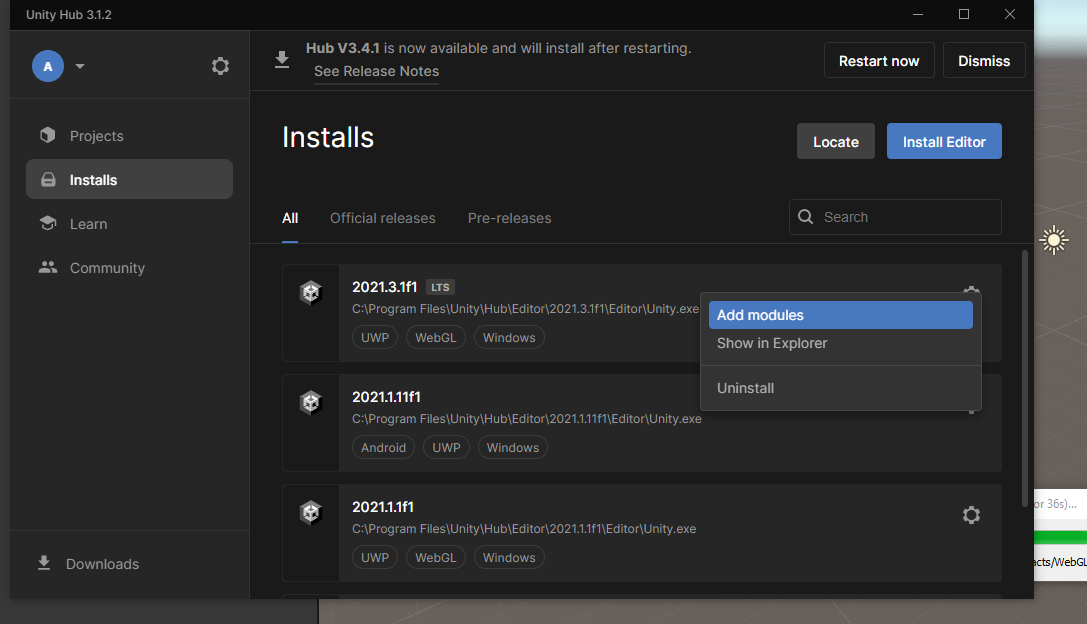 Unity Hub 3.1.2
A
Hub V3.4.1 is now available and will install after restarting.
See Release Notes
Restart now
Dismiss
Projects
Installs
Learn
Community
Downloads
Installs
Locate
Install Editor
All
Official releases
Pre-releases
Search
2021.3.1f1 LTS
C:\Program Files\Unity\Hub\Editor\2021.3.1f1\Editor\Unity.exe
UWP
WebGL
Windows
Add modules
Show in Explorer
Uninstall
2021.1.11f1
C:\Program Files\Unity\Hub\Editor\2021.1.11f1\Editor\Unity.exe
Android
UWP
Windows
2021.1.1f1
C:\Program Files\Unity\Hub\Editor\2021.1.1f1\Editor\Unity.exe
UWP
WebGL
Windows
or 36s)...
acts/WebGL